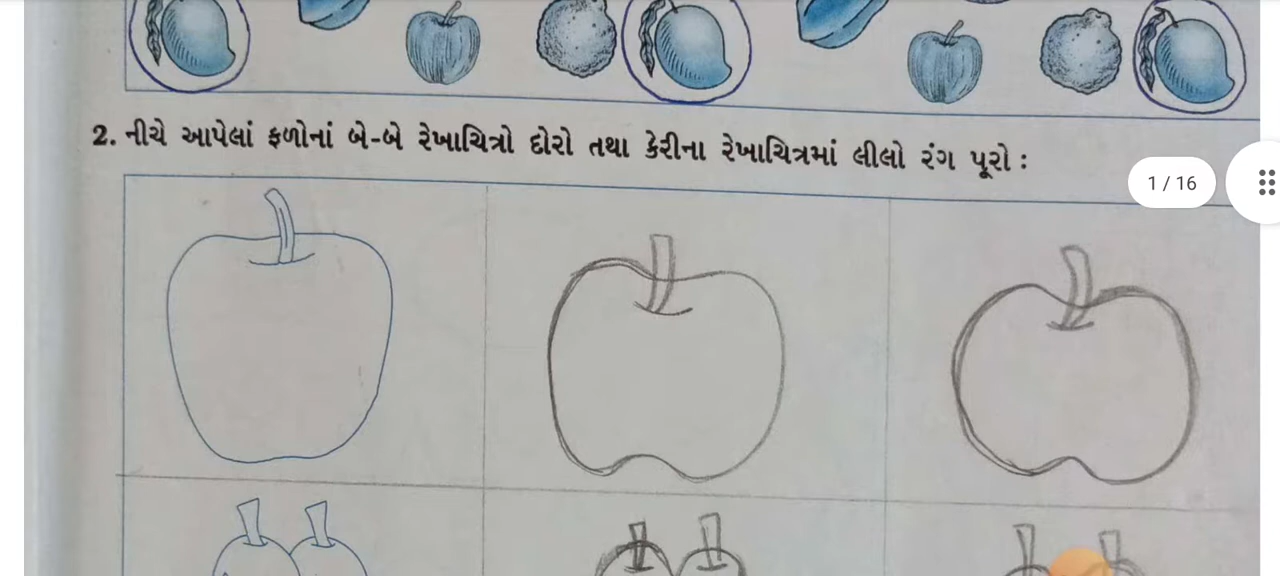 2. નીચે આપેલાં ફળોનાં બે-બે રેખાચિત્રો દોરો તથા કેરીના રેખાચિત્રમાં લીલો રંગ પૂરો :
1 / 16